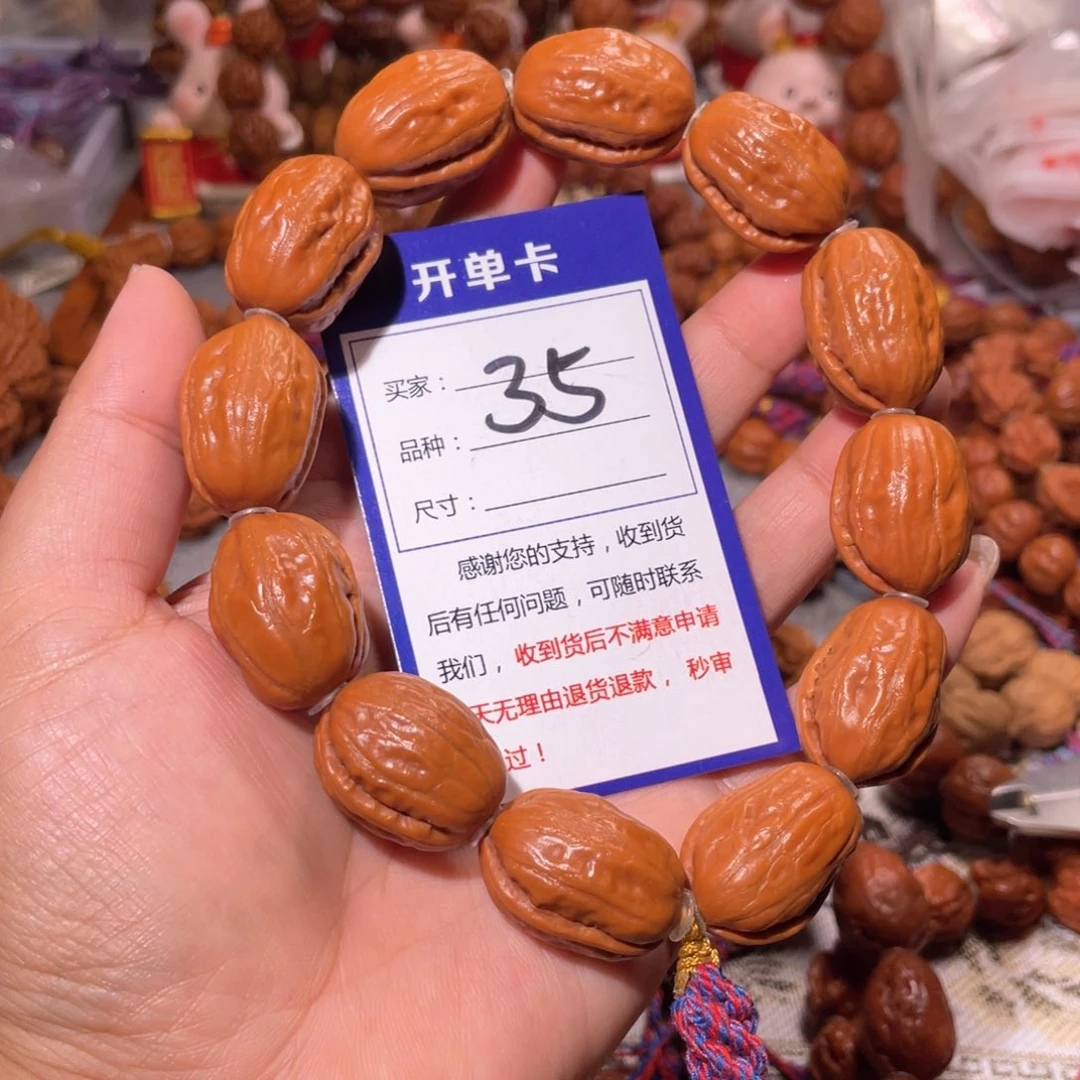 开单卡
买家：35
品种：
尺寸：
感谢您的支持，收到货
后有任何问题，可随时联系
我们，收到货后不满意申请
天无理由退货退款，秒审
过！